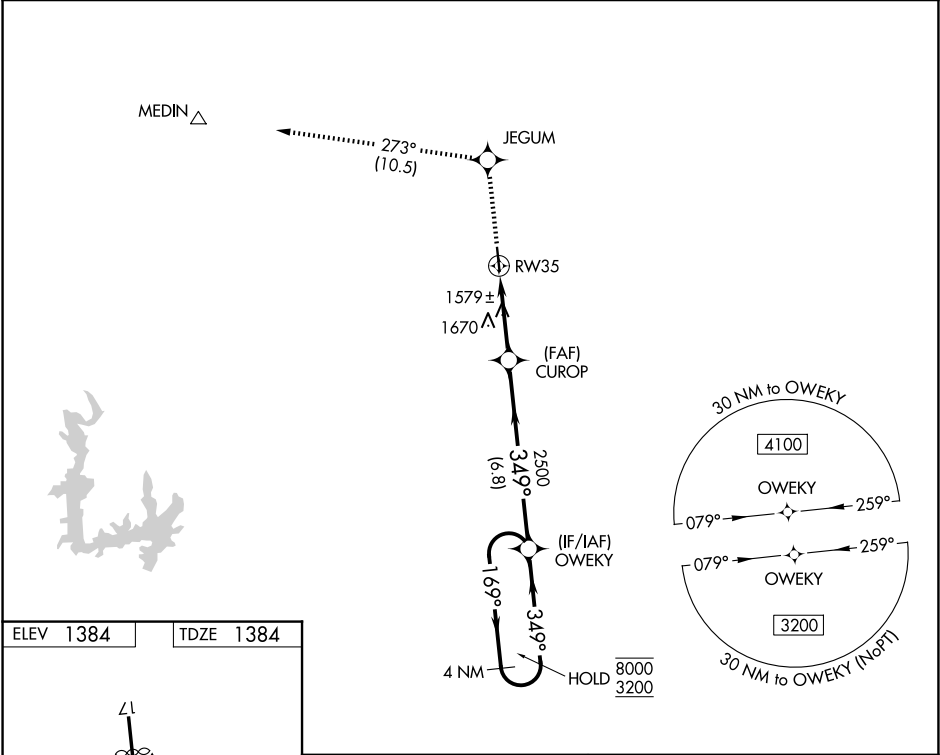 MEDIN
JEGUM
273°
(10.5)
RW35
1579±
1670
(FAF)
CUROP
2500
349°
(6.8)
(IF/IAF)
OWEKY
169°
349°
4 NM
HOLD
8000
3200
30 NM to OWEKY
4100
OWEKY
079°
259°
079°
259°
OWEKY
3200
30 NM to OWEKY (NoPT)
ELEV 1384
TDZE 1384
17